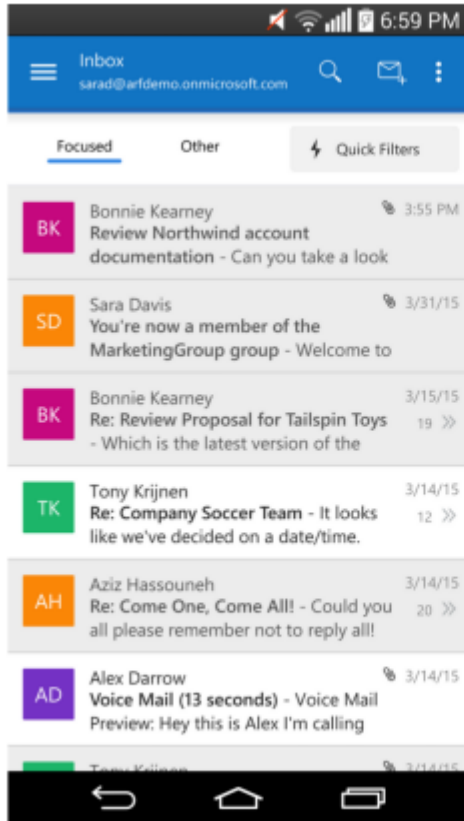 6:59 PM
Inbox
sarad@arfdemo.onmicrosoft.com
Focused Other Quick Filters
BK Bonnie Kearney 3:55 PM
Review Northwind account
documentation - Can you take a look
SD Sara Davis 3/31/15
You're now a member of the
MarketingGroup group - Welcome to
BK Bonnie Kearney 3/15/15
Re: Review Proposal for Tailspin Toys 19
- Which is the latest version of the
TK Tony Krijnen 3/14/15
Re: Company Soccer Team - It looks 12
like we've decided on a date/time.
AH Aziz Hassouneh 3/14/15
Re: Come One, Come All! - Could you 20
all please remember not to reply all!
AD Alex Darrow 3/14/15
Voice Mail (13 seconds) - Voice Mail
Preview: Hey this is Alex I'm calling
Tony Krijnen 3/14/15